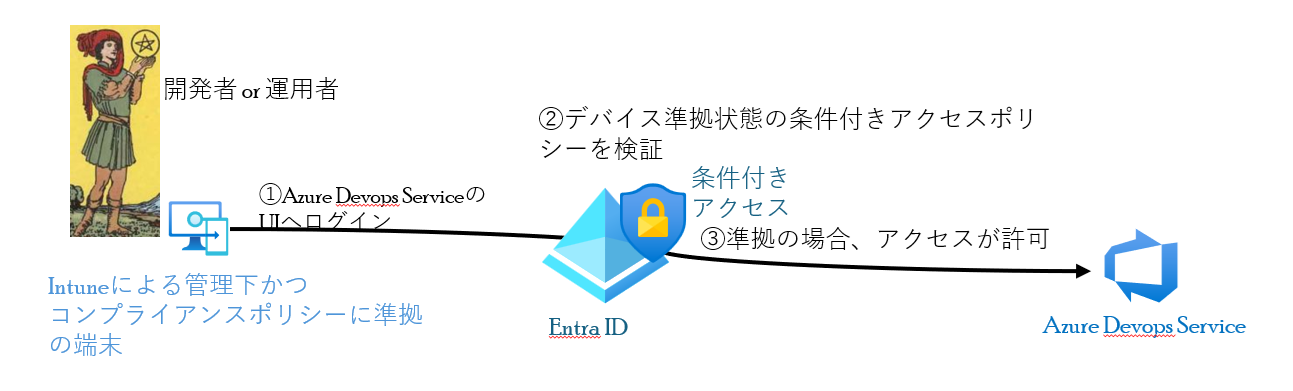 開発者 or 運用者
②デバイス準拠状態の条件付きアクセスポリ
シーを検証
条件付き
アクセス
①Azure Devops Serviceの
UIへログイン
③準拠の場合、アクセスが許可
Intuneによる管理下かつ
コンプライアンスポリシーに準拠
の端末
Entra ID
Azure Devops Service